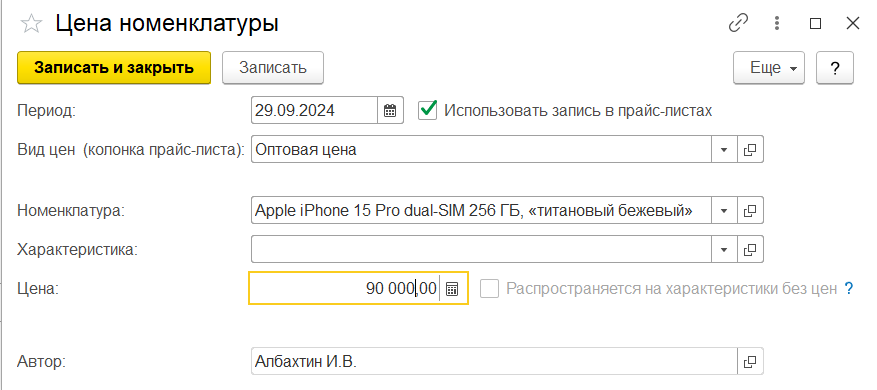 Цена номенклатуры
Записать и закрыть Записать Еще ?
Период: 29.09.2024 Использовать запись в прайс-листах
Вид цен (колонка прайс-листа): Оптовая цена
Номенклатура: Apple iPhone 15 Pro dual-SIM 256 ГБ, «титановый бежевый»
Характеристика:
Цена: 90 000,00 Распространяется на характеристики без цен ?
Автор: Албахтин И.В.